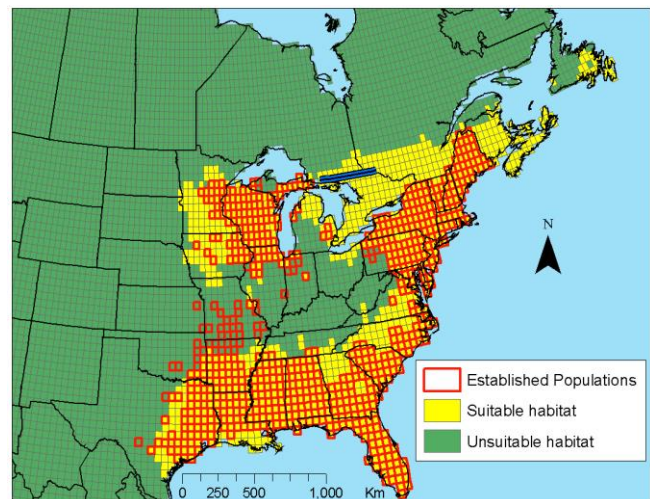 N
Established Populations
Suitable habitat
Unsuitable habitat
0 250 500 1,000
Km